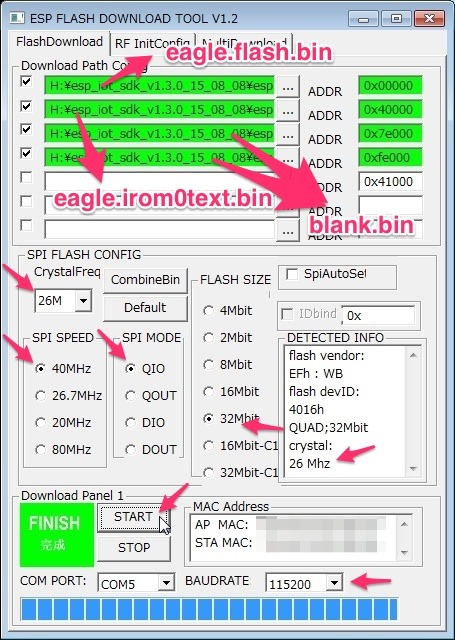 ESP FLASH DOWNLOAD TOOL V1.2
FlashDownload RF InitConfig MultiDownload
eagle.flash.bin
Download Path Config
H:¥esp_iot_sdk_v1.3.0_15_08_08¥esp ... ADDR 0x00000
H:¥esp_iot_sdk_v1.3.0_15_08_08¥esp ... ADDR 0x40000
H:¥esp_iot_sdk_v1.3.0_15_08_08¥esp ... ADDR 0x7e000
H:¥esp_iot_sdk_v1.3.0_15_08_08¥esp ... ADDR 0xfe000
... ADDR 0x41000
eagle.irom0text.bin ... ADDR
blank.bin
... ADDR
SPI FLASH CONFIG
CrystalFreq
26M
CombineBin
Default
SPI SPEED
40MHz
26.7MHz
20MHz
80MHz
SPI MODE
QIO
QOUT
DIO
DOUT
FLASH SIZE
4Mbit
2Mbit
8Mbit
16Mbit
32Mbit
16Mbit-C1
32Mbit-C1
SpiAutoSet
IDbind 0x
DETECTED INFO
flash vendor:
EFh : WB
flash devID:
4016h
QUAD;32Mbit
crystal:
26 Mhz
Download Panel 1
FINISH
完成
START
STOP
MAC Address
AP MAC:
STA MAC:
COM PORT: COM5 BAUDRATE 115200